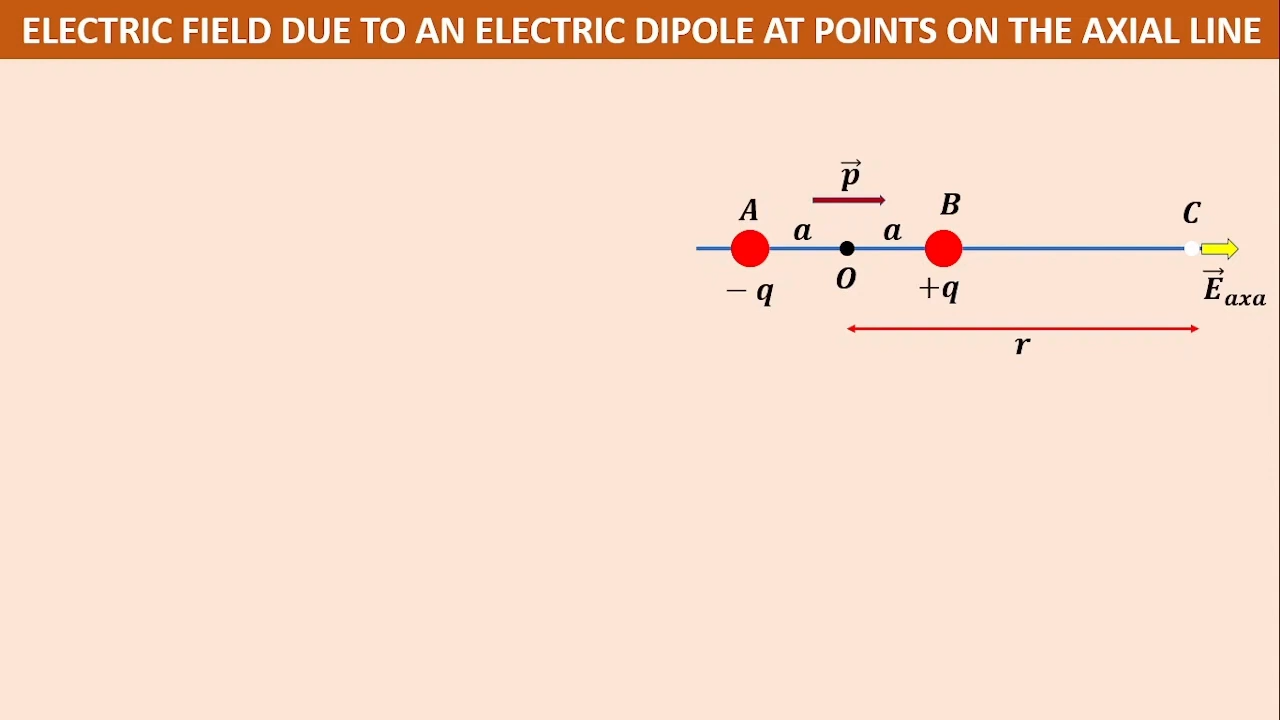 ELECTRIC FIELD DUE TO AN ELECTRIC DIPOLE AT POINTS ON THE AXIAL LINE
p⃗
A a a B C
O
− q +q E⃗axa
r